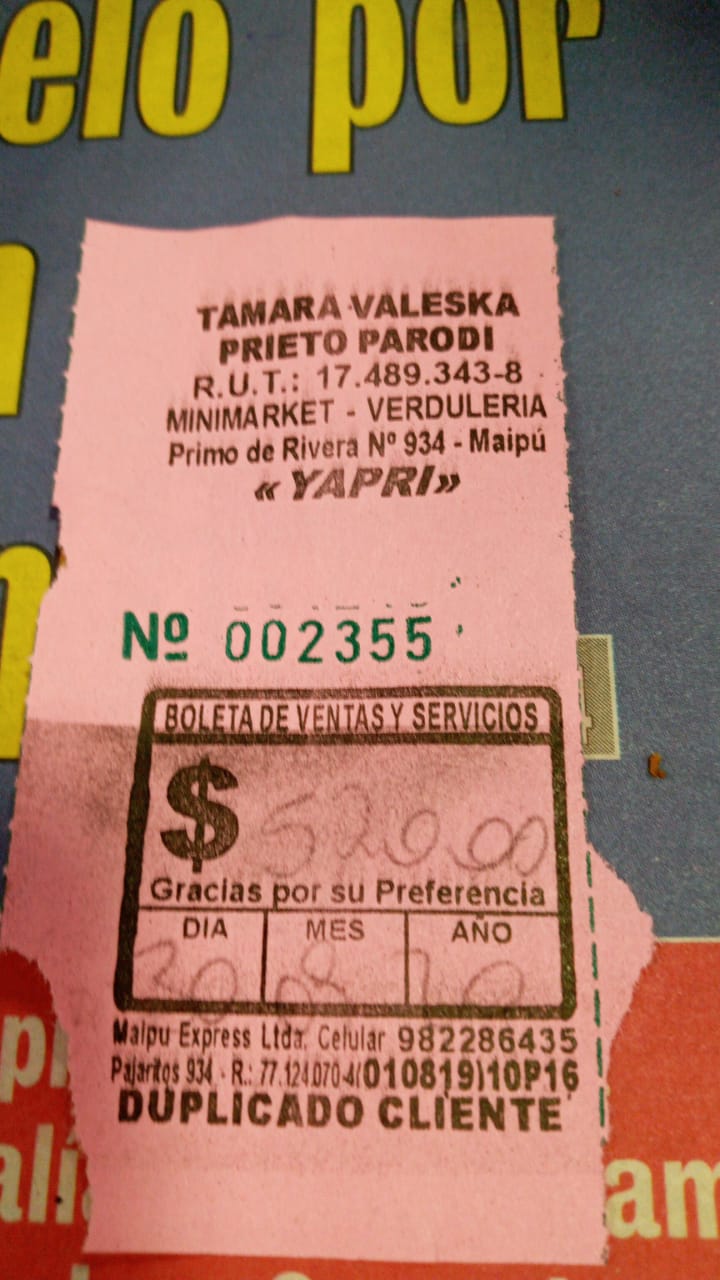 elo por
TAMARA VALESKA
PRIETO PARODI
R.U.T.: 17.489.343-8
MINIMARKET - VERDULERIA
Primo de Rivera Nº 934 - Maipú
« YAPRI»
Nº 002355
BOLETA DE VENTAS Y SERVICIOS
$
Gracias por su Preferencia
DIA MES AÑO
Maipu Express Ltda. Celular 982286435
Pajaritos 934 - R.: 77.124.070-4(010819)10P16
DUPLICADO CLIENTE
am